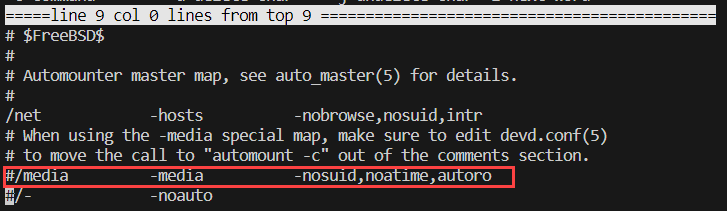 =====line 9 col 0 lines from top 9 ============================================
# $FreeBSD$
#
# Automounter master map, see auto_master(5) for details.
#
/net -hosts -nobrowse,nosuid,intr
# When using the -media special map, make sure to edit devd.conf(5)
# to move the call to "automount -c" out of the comments section.
#/media -media -nosuid,noatime,autoro
#/- -noauto